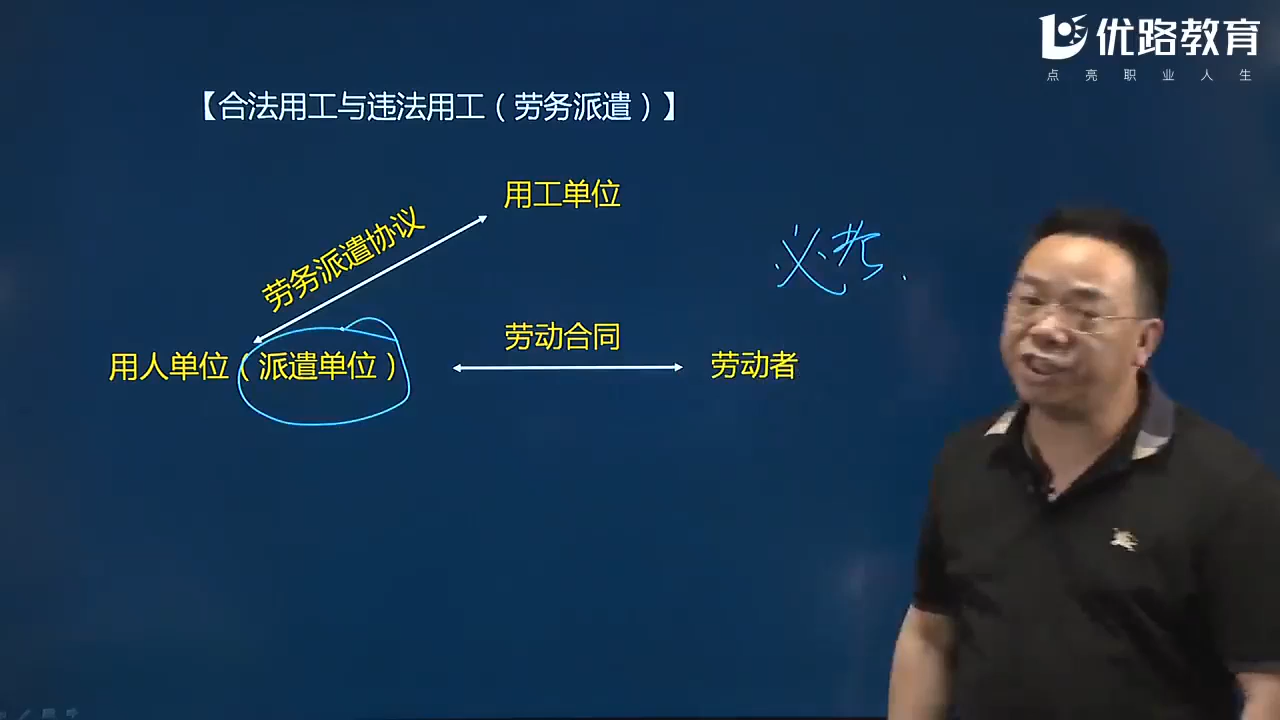 优路教育
点亮职业人生
【合法用工与违法用工（劳务派遣）】
用工单位
劳务派遣协议
必考
劳动合同
用人单位（派遣单位）
劳动者